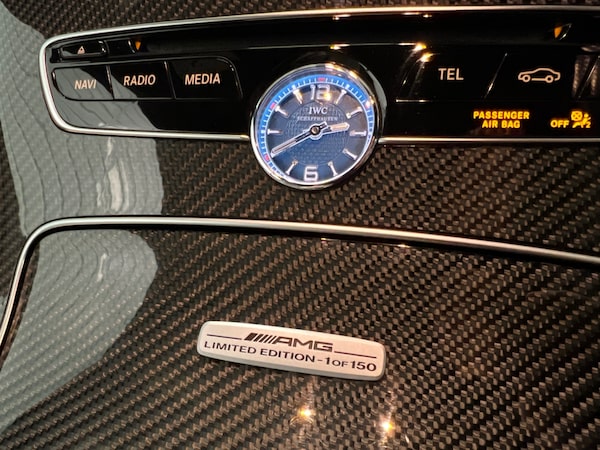 NAVI
RADIO
MEDIA
12
IWC
SCHAFFHAUSEN
6
TEL
PASSENGER
AIR BAG
OFF
AMG
LIMITED EDITION - 1 OF 150